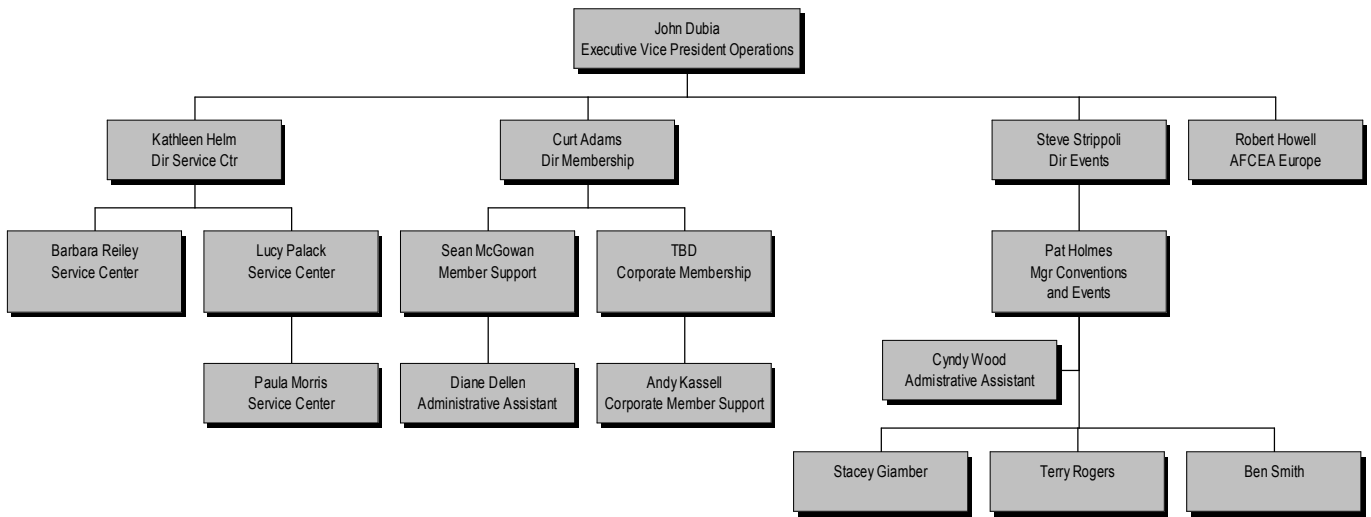 John Dubia
Executive Vice President Operations
Kathleen Helm
Dir Service Ctr
Curt Adams
Dir Membership
Steve Strippoli
Dir Events
Robert Howell
AFCEA Europe
Barbara Reiley
Service Center
Lucy Palack
Service Center
Sean McGowan
Member Support
TBD
Corporate Membership
Pat Holmes
Mgr Conventions
and Events
Paula Morris
Service Center
Diane Dellen
Administrative Assistant
Andy Kassell
Corporate Member Support
Cyndy Wood
Admistrative Assistant
Stacey Giamber
Terry Rogers
Ben Smith